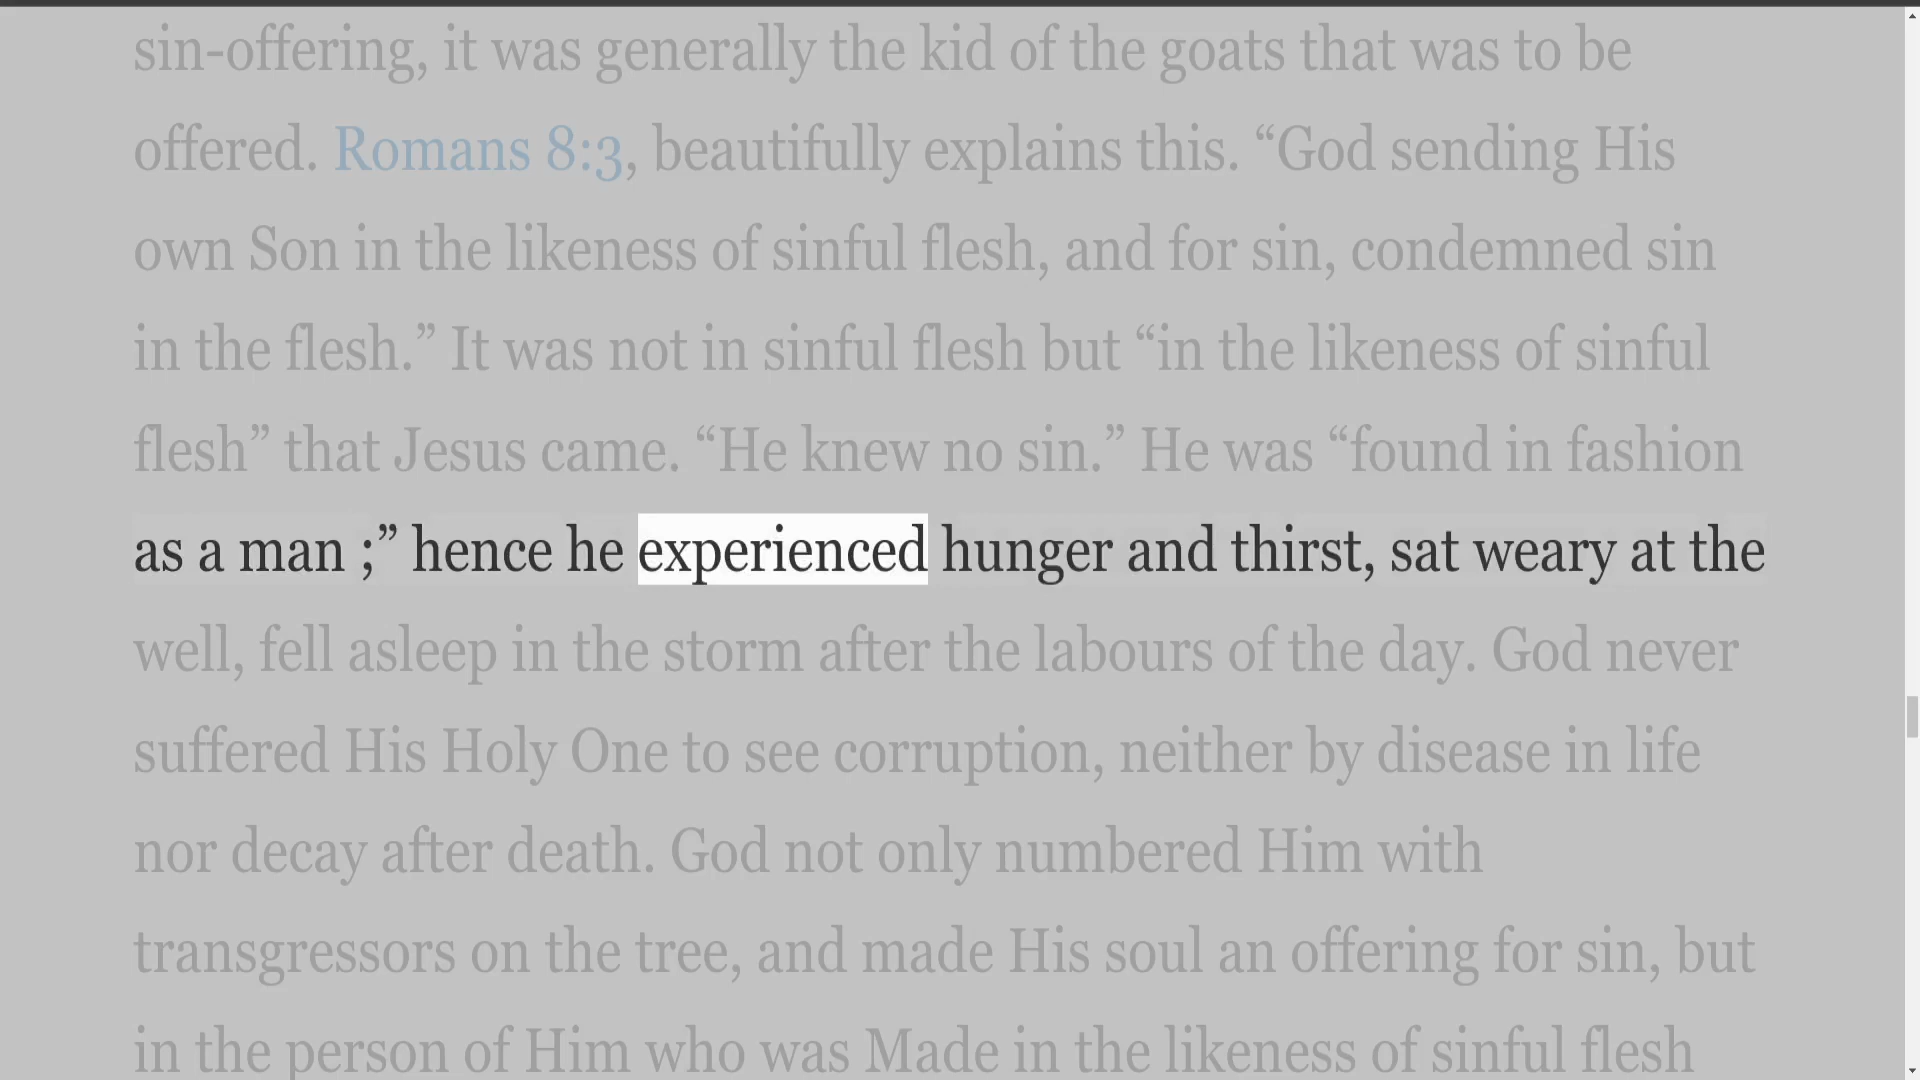 sin-offering, it was generally the kid of the goats that was to be
offered. Romans 8:3, beautifully explains this. “God sending His
own Son in the likeness of sinful flesh, and for sin, condemned sin
in the flesh.” It was not in sinful flesh but “in the likeness of sinful
flesh” that Jesus came. “He knew no sin.” He was “found in fashion
as a man ;” hence he experienced hunger and thirst, sat weary at the
well, fell asleep in the storm after the labours of the day. God never
suffered His Holy One to see corruption, neither by disease in life
nor decay after death. God not only numbered Him with
transgressors on the tree, and made His soul an offering for sin, but
in the person of Him who was Made in the likeness of sinful flesh